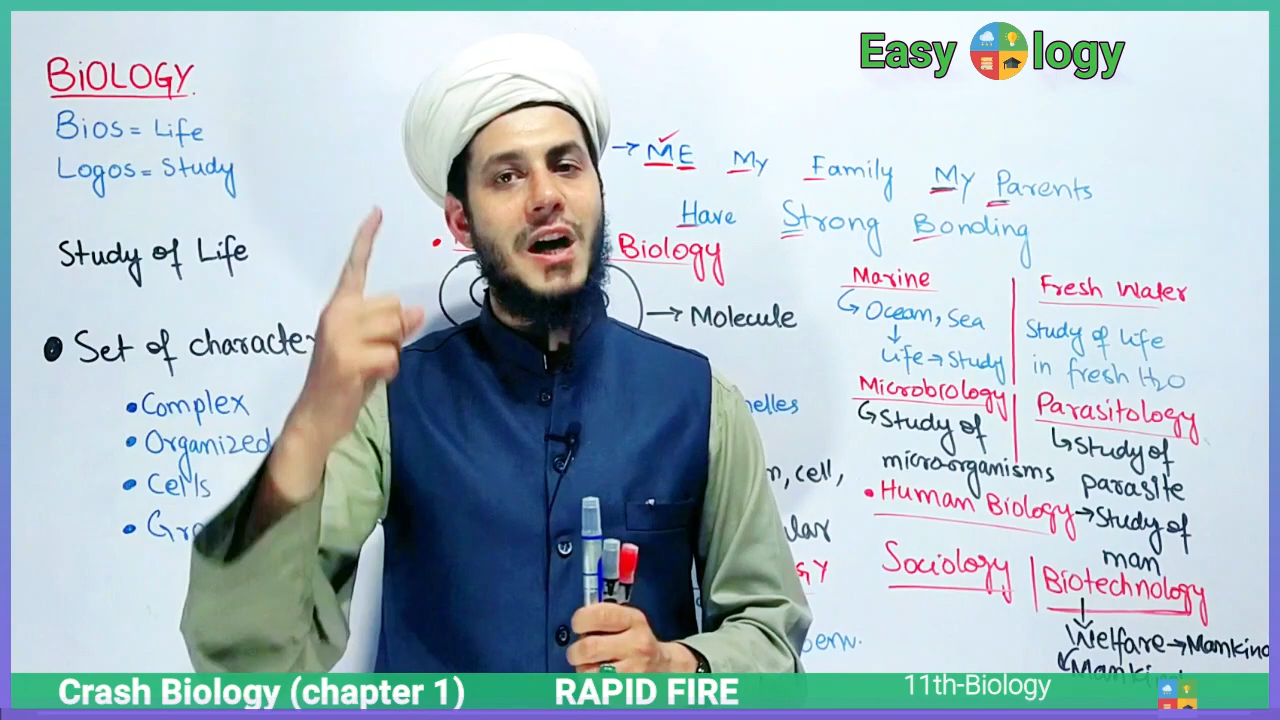 Easy ology
BiOLOGY
Bios = Life
Logos = Study
Study of Life
Set of character
Complex
Organized
Cells
→ ME My Family My Parents
Have Strong Bonding
Biology
→ Molecule
cell,
Marine
Ocean, Sea
Life → Study
Fresh Water
Study of life
in fresh H2O
Microbiology
Study of
microorganisms
Parasitology
Study of
parasite
Human Biology → Study of
man
Sociology
Biotechnology
Welfare → Mankind
Crash Biology (chapter 1) RAPID FIRE 11th-Biology